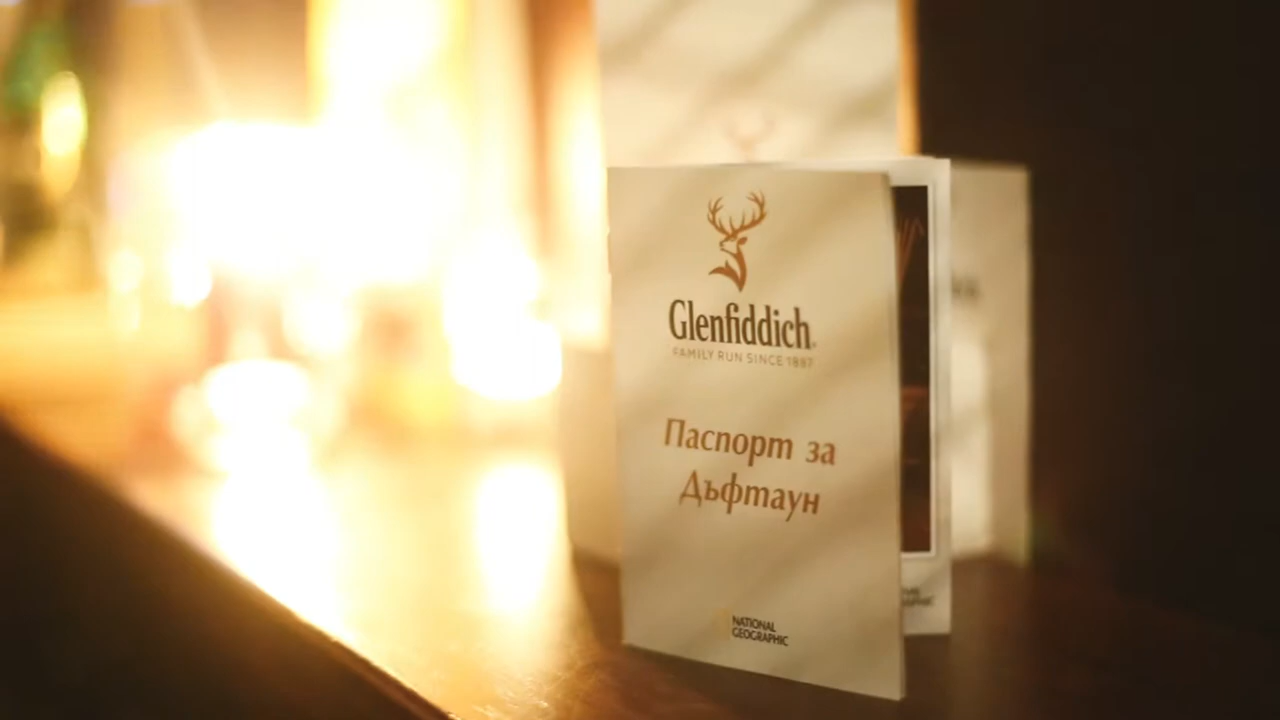 Glenfiddich
FAMILY RUN SINCE 1887
Паспорт за
Дъфтаун
NATIONAL
GEOGRAPHIC